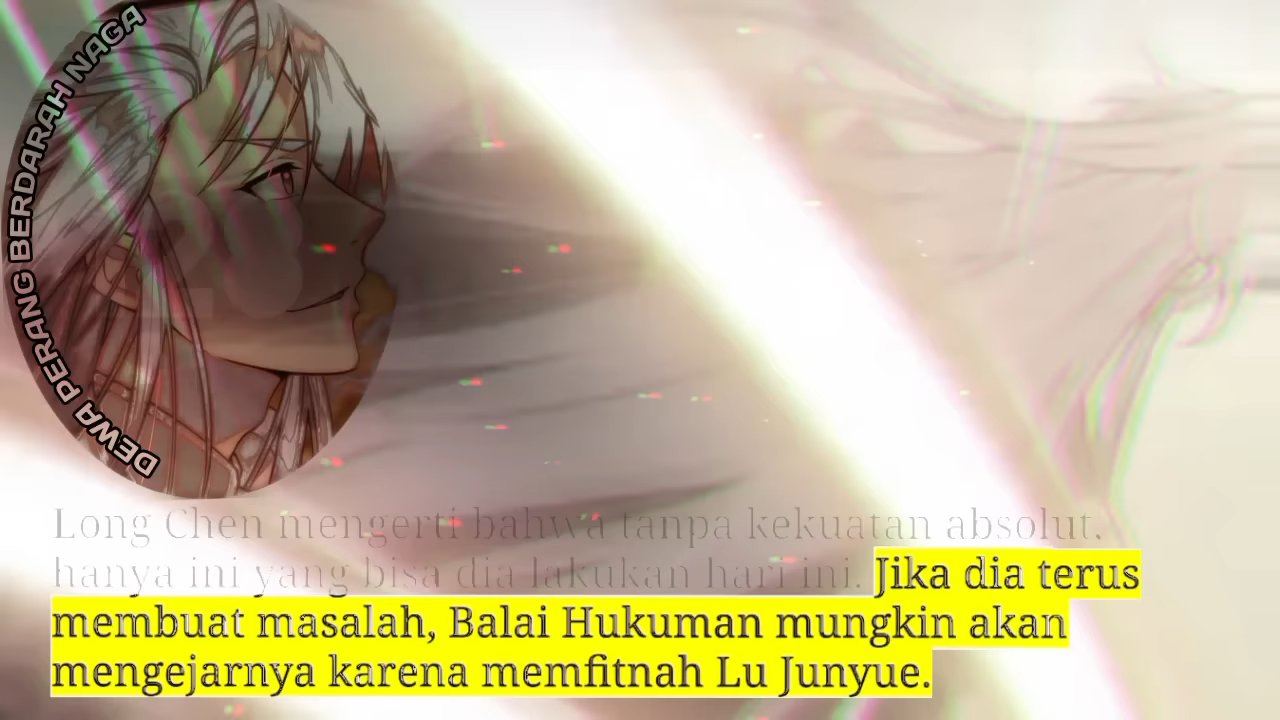 DEWA PERANG BERDARAH NAGA
Long Chen mengerti bahwa tanpa kekuatan absolut,
hanya ini yang bisa dia lakukan hari ini. Jika dia terus
membuat masalah, Balai Hukuman mungkin akan
mengejarnya karena memfitnah Lu Junyue.